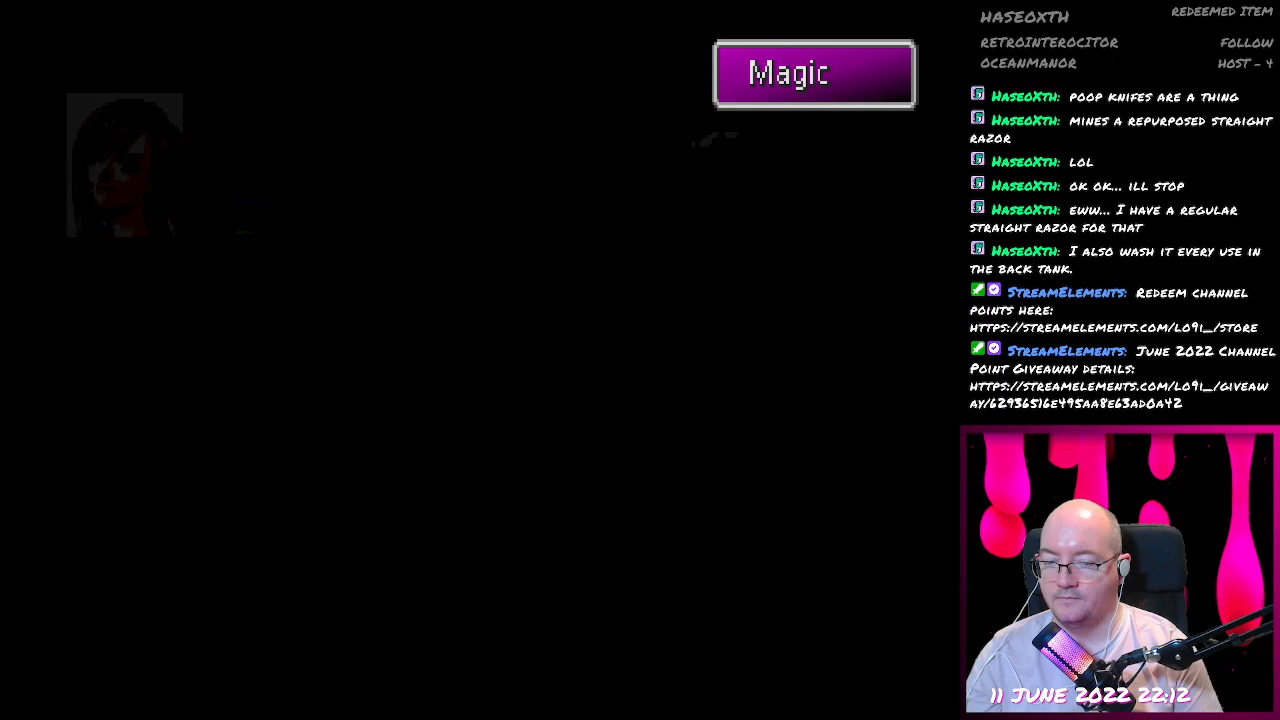 Magic
HASEOXTH
REDEEMED ITEM
RETROINTEROCITOR
FOLLOW
OCEANMANOR
HOST - 4
HASEOXTH: POOP KNIFES ARE A THING
HASEOXTH: MINES A REPURPOSED STRAIGHT
RAZOR
HASEOXTH: LOL
HASEOXTH: OK OK... ILL STOP
HASEOXTH: EWW... I HAVE A REGULAR
STRAIGHT RAZOR FOR THAT
HASEOXTH: I ALSO WASH IT EVERY USE IN
THE BACK TANK.
STREAMELEMENTS: REDEEM CHANNEL
POINTS HERE:
HTTPS://STREAMELEMENTS.COM/LO9I_/STORE
STREAMELEMENTS: JUNE 2022 CHANNEL
POINT GIVEAWAY DETAILS:
HTTPS://STREAMELEMENTS.COM/LO9I_/GIVEAW
AY/62936516E495AA8E63AD0A42
11 JUNE 2022 22:12